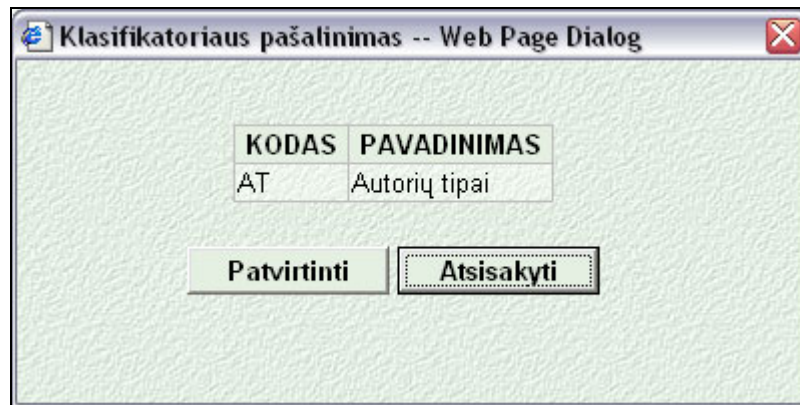 Klasifikatoriaus pašalinimas -- Web Page Dialog
KODAS PAVADINIMAS
AT Autorių tipai
Patvirtinti Atsisakyti